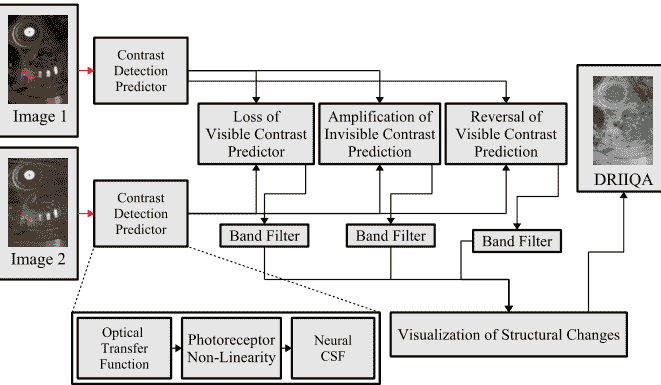 Image 1
Contrast
Detection
Predictor
Loss of
Visible Contrast
Predictor
Amplification of
Invisible Contrast
Prediction
Reversal of
Visible Contrast
Prediction
DRIIQA
Image 2
Contrast
Detection
Predictor
Band Filter
Band Filter
Band Filter
Optical
Transfer
Function
Photoreceptor
Non-Linearity
Neural
CSF
Visualization of Structural Changes